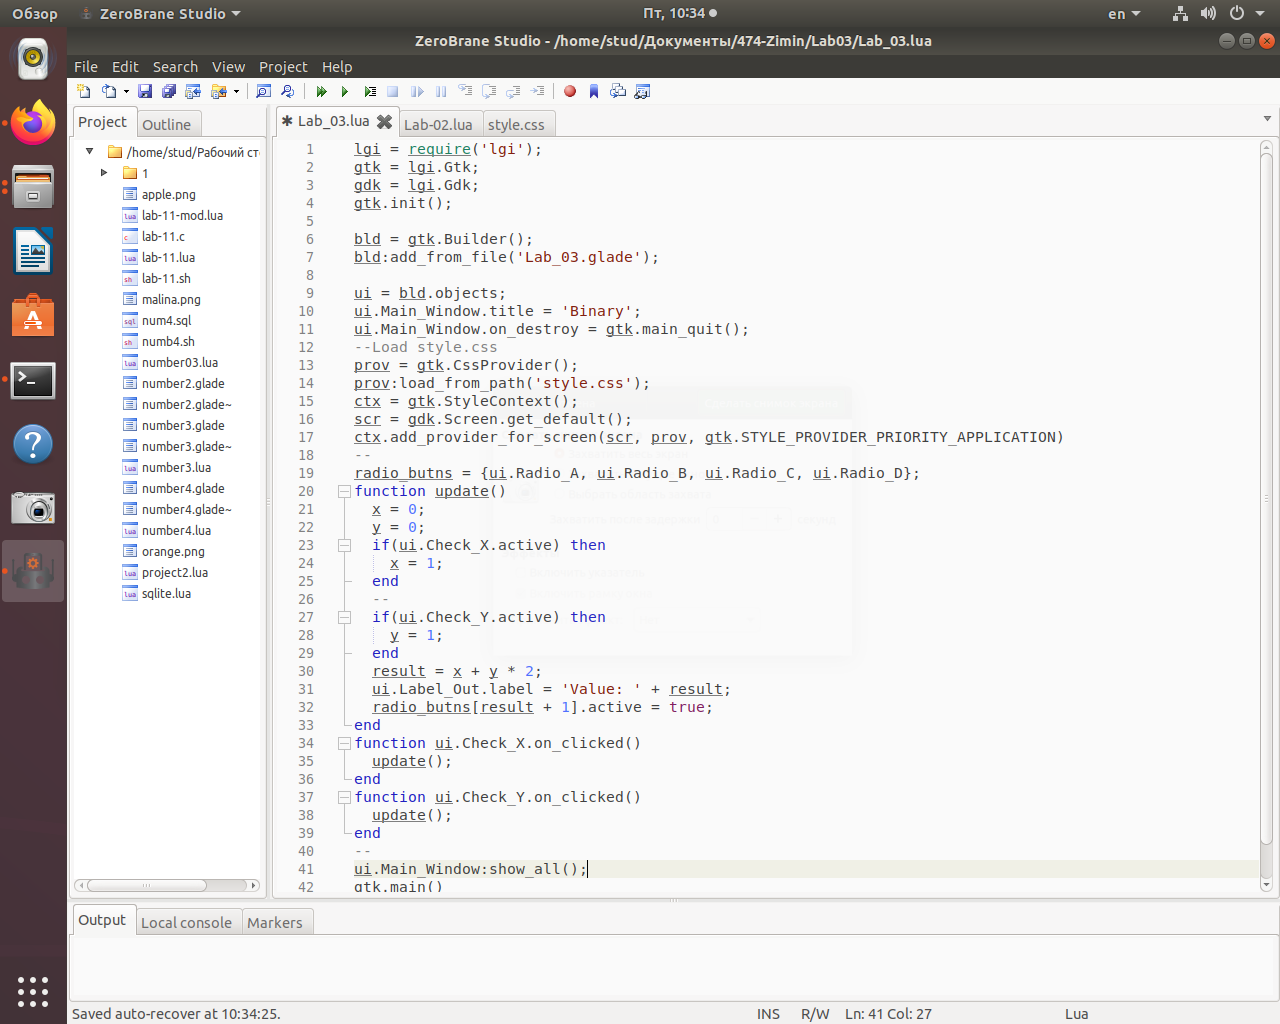 Обзор ZeroBrane Studio Пт, 10:34 en
ZeroBrane Studio - /home/stud/Документы/474-Zimin/Lab03/Lab_03.lua
File Edit Search View Project Help
Project Outline
/home/stud/Рабочий ст
1
apple.png
lab-11-mod.lua
lab-11.c
lab-11.lua
lab-11.sh
malina.png
num4.sql
numb4.sh
number03.lua
number2.glade
number2.glade~
number3.glade
number3.glade~
number3.lua
number4.glade
number4.glade~
number4.lua
orange.png
project2.lua
sqlite.lua
Lab_03.lua Lab-02.lua style.css
1 lgi = require('lgi');
2 gtk = lgi.Gtk;
3 gdk = lgi.Gdk;
4 gtk.init();
5
6 bld = gtk.Builder();
7 bld:add_from_file('Lab_03.glade');
8
9 ui = bld.objects;
10 ui.Main_Window.title = 'Binary';
11 ui.Main_Window.on_destroy = gtk.main_quit();
12 --Load style.css
13 prov = gtk.CssProvider();
14 prov:load_from_path('style.css');
15 ctx = gtk.StyleContext();
16 scr = gdk.Screen.get_default();
17 ctx.add_provider_for_screen(scr, prov, gtk.STYLE_PROVIDER_PRIORITY_APPLICATION)
18 --
19 radio_butns = {ui.Radio_A, ui.Radio_B, ui.Radio_C, ui.Radio_D};
20 function update()
21 x = 0;
22 y = 0;
23 if(ui.Check_X.active) then
24 x = 1;
25 end
26 --
27 if(ui.Check_Y.active) then
28 y = 1;
29 end
30 result = x + y * 2;
31 ui.Label_Out.label = 'Value: ' + result;
32 radio_butns[result + 1].active = true;
33 end
34 function ui.Check_X.on_clicked()
35 update();
36 end
37 function ui.Check_Y.on_clicked()
38 update();
39 end
40 --
41 ui.Main_Window:show_all();
42 gtk.main()
Output Local console Markers
Saved auto-recover at 10:34:25. INS R/W Ln: 41 Col: 27 Lua